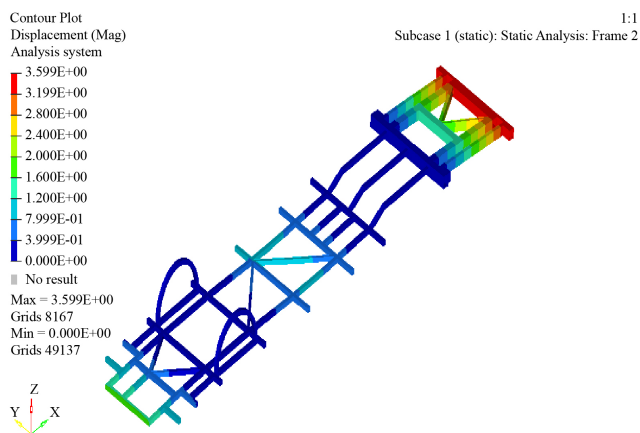 Contour Plot
Displacement (Mag)
Analysis system
1:1
Subcase 1 (static): Static Analysis: Frame 2
3.599E+00
3.199E+00
2.800E+00
2.400E+00
2.000E+00
1.600E+00
1.200E+00
7.999E-01
3.999E-01
0.000E+00
No result
Max = 3.599E+00
Grids 8167
Min = 0.000E+00
Grids 49137
Z
Y X